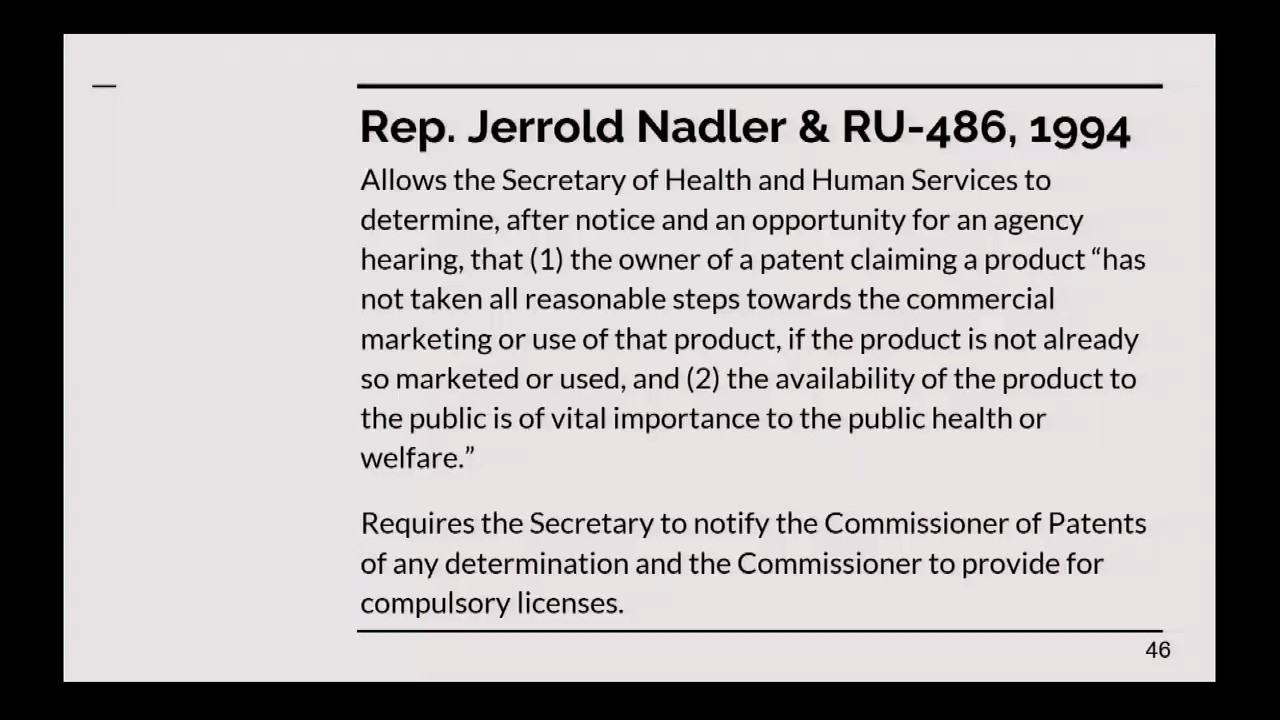 Rep. Jerrold Nadler & RU-486, 1994
Allows the Secretary of Health and Human Services to
determine, after notice and an opportunity for an agency
hearing, that (1) the owner of a patent claiming a product “has
not taken all reasonable steps towards the commercial
marketing or use of that product, if the product is not already
so marketed or used, and (2) the availability of the product to
the public is of vital importance to the public health or
welfare.”
Requires the Secretary to notify the Commissioner of Patents
of any determination and the Commissioner to provide for
compulsory licenses.
46